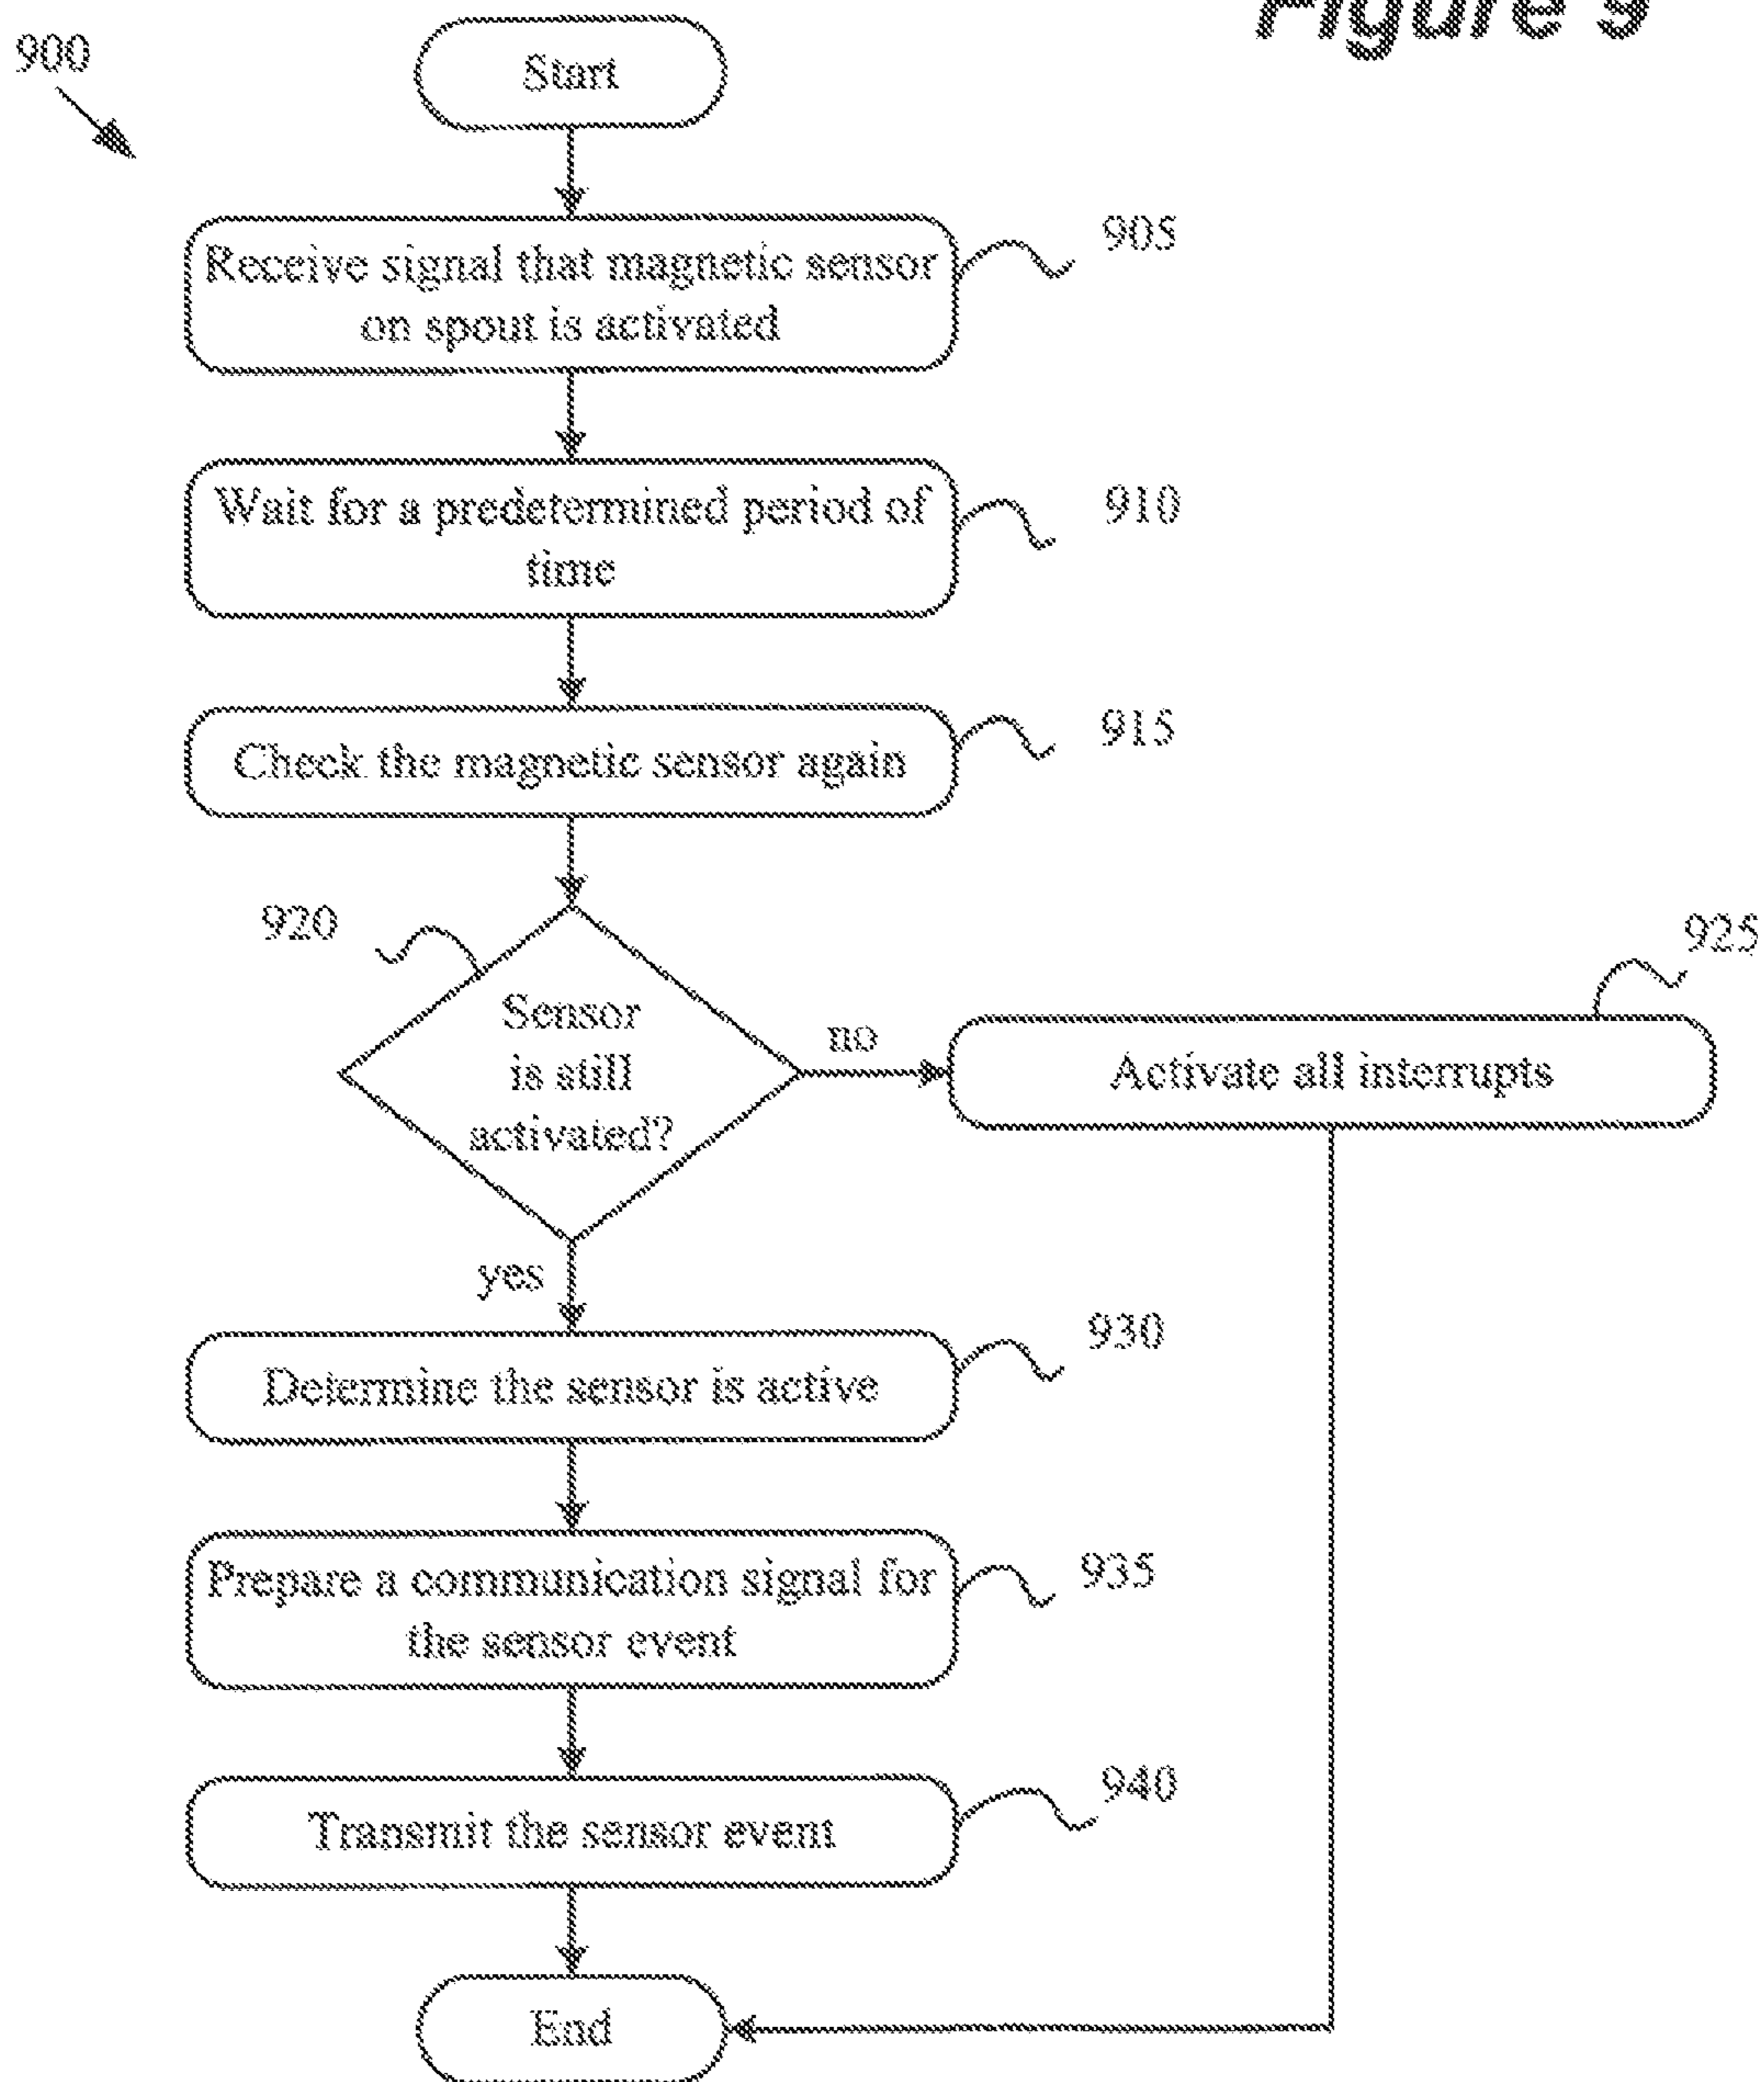 Figure 9
900
Start
Receive signal that magnetic sensor
on spout is activated
905
Wait for a predetermined period of
time
910
Check the magnetic sensor again
915
920
Sensor
is still
activated?
no
925
Activate all interrupts
yes
Determine the sensor is active
930
Prepare a communication signal for
the sensor event
935
Transmit the sensor event
940
End